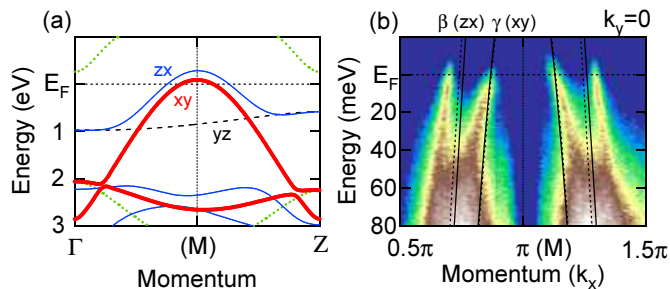 (a)
zx
E_F
xy
yz
1
2
3
Energy (eV)
Γ
(M)
Z
Momentum
(b)
β (zx)
γ (xy)
k_y=0
E_F
20
40
60
80
Energy (meV)
0.5π
π (M)
1.5π
Momentum (k_x)